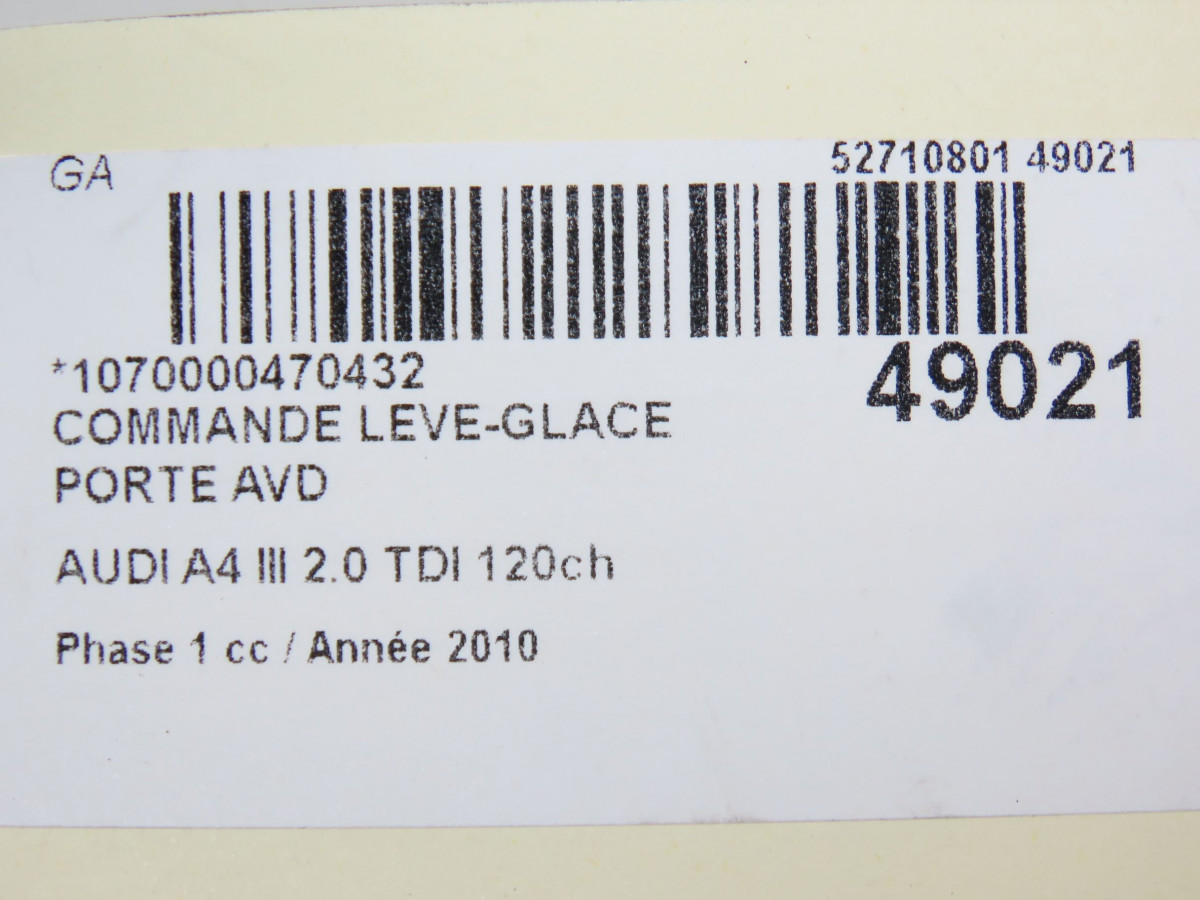 GA
52710801 49021
*1070000470432
49021
COMMANDE LEVE-GLACE
PORTE AVD
AUDI A4 III 2.0 TDI 120ch
Phase 1 cc / Année 2010